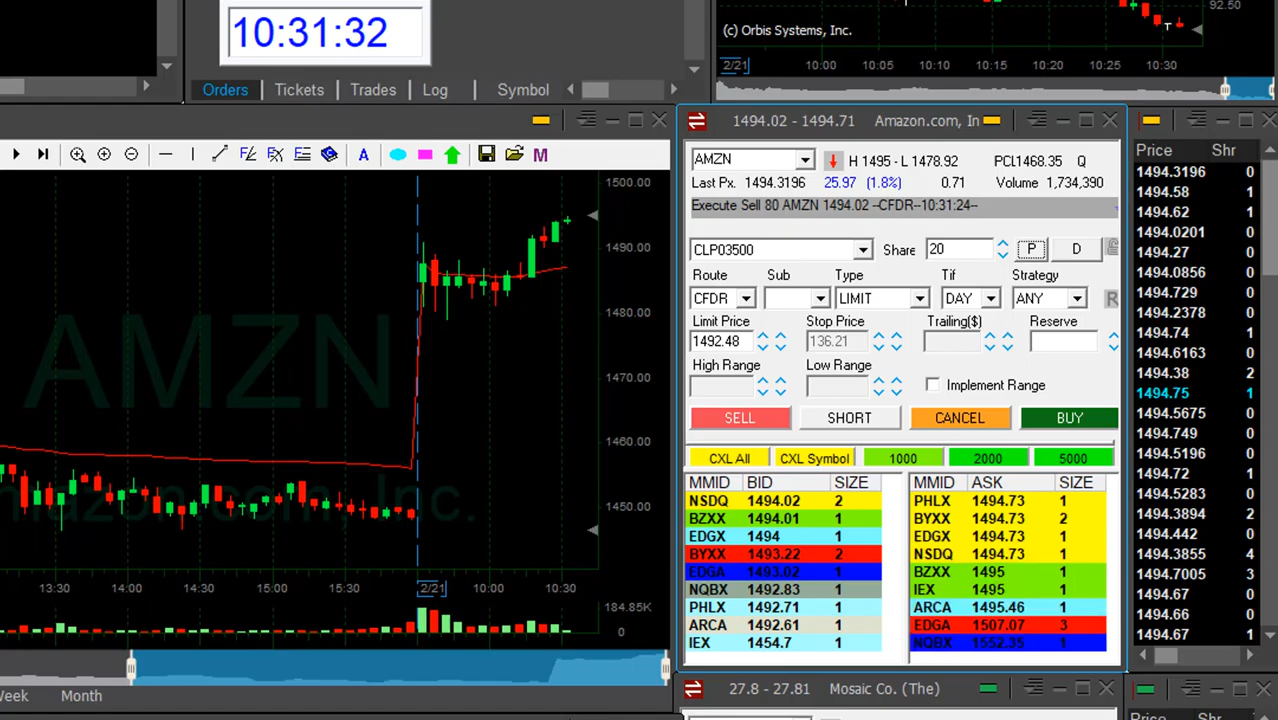 10:31:32
Orders Tickets Trades Log Symbol
92.50
(c) Orbis Systems, Inc.
2/21 10:00 10:05 10:10 10:15 10:20 10:25 10:30
A M
1500.00
1490.00
1480.00
1470.00
1460.00
1450.00
AMZN
13:30 14:00 14:30 15:00 15:30 2/21 10:00 10:30
184.85K
0
Week Month
1494.02 - 1494.71 Amazon.com, In
AMZN H 1495 - L 1478.92 PCL1468.35 Q
Last Px. 1494.3196 25.97 (1.8%) 0.71 Volume 1,734,390
Execute Sell 80 AMZN 1494.02 --CFDR--10:31:24--
CLP03500 Share 20 P D
Route Sub Type Tif Strategy
CFDR LIMIT DAY ANY R
Limit Price Stop Price Trailing($) Reserve
1492.48 136.21
High Range Low Range
Implement Range
SELL SHORT CANCEL BUY
CXL All CXL Symbol 1000 2000 5000
MMID BID SIZE MMID ASK SIZE
NSDQ 1494.02 2 PHLX 1494.73 1
BZXX 1494.01 1 BYXX 1494.73 2
EDGX 1494 1 EDGX 1494.73 1
BYXX 1493.22 2 NSDQ 1494.73 1
EDGA 1493.02 1 BZXX 1495 1
NQBX 1492.83 1 IEX 1495 1
PHLX 1492.71 1 ARCA 1495.46 1
ARCA 1492.61 1 EDGA 1507.07 3
IEX 1454.7 1 NQBX 1552.35 1
27.8 - 27.81 Mosaic Co. (The)
Price Shr
1494.3196 0
1494.58 1
1494.62 1
1494.0201 0
1494.27 0
1494.0856 0
1494.729 0
1494.2378 0
1494.74 1
1494.6163 0
1494.38 2
1494.75 1
1494.5675 0
1494.749 0
1494.5196 0
1494.72 1
1494.5283 0
1494.3894 2
1494.442 0
1494.3855 4
1494.7005 3
1494.67 0
1494.66 0
1494.67 1
Price Shr